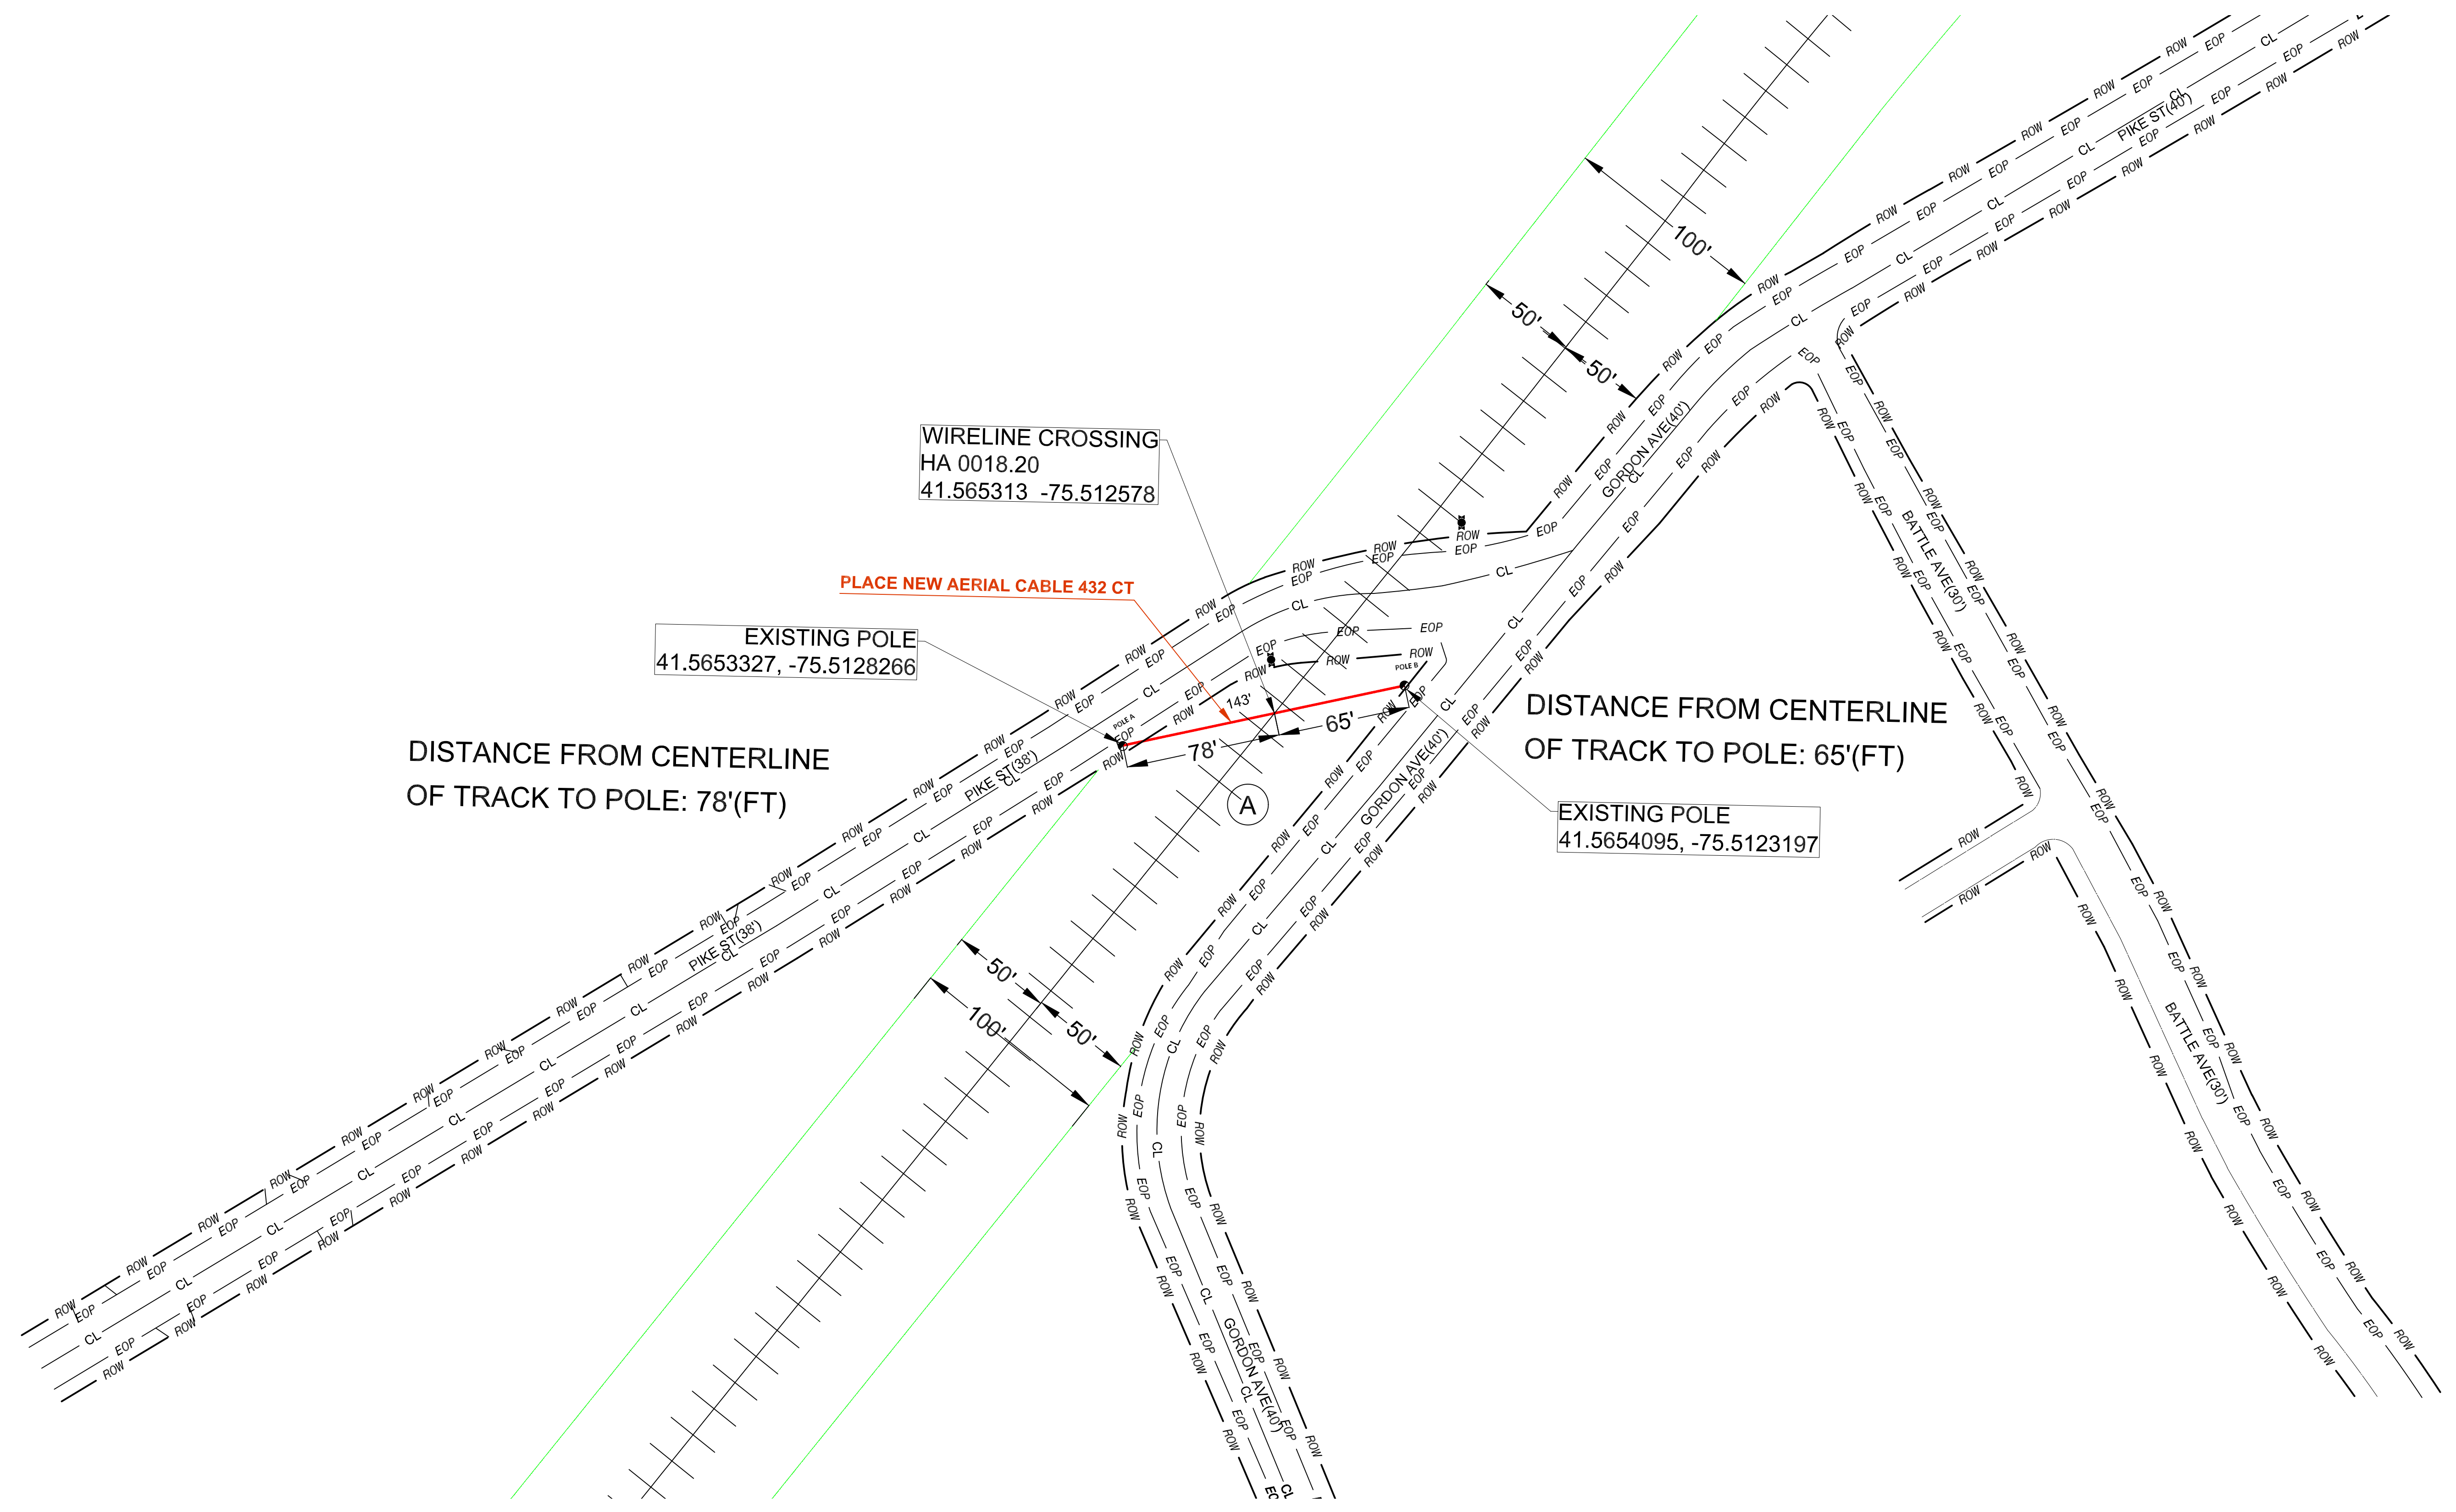 100'
50'
50'
PIKE ST(40')
GORDON AVE(40')
WIRELINE CROSSING
HA 0018.20
41.565313 -75.512578
PLACE NEW AERIAL CABLE 432 CT
EXISTING POLE
41.5653327, -75.5128266
POLE A
POLE B
143'
78'
65'
A
DISTANCE FROM CENTERLINE
OF TRACK TO POLE: 78'(FT)
DISTANCE FROM CENTERLINE
OF TRACK TO POLE: 65'(FT)
EXISTING POLE
41.5654095, -75.5123197
PIKE ST(38')
PIKE ST(38')
GORDON AVE(40')
BATTLE AVE(30')
50'
50'
100'
BATTLE AVE(30')
GORDON AVE(40')
ROW
EOP
CL